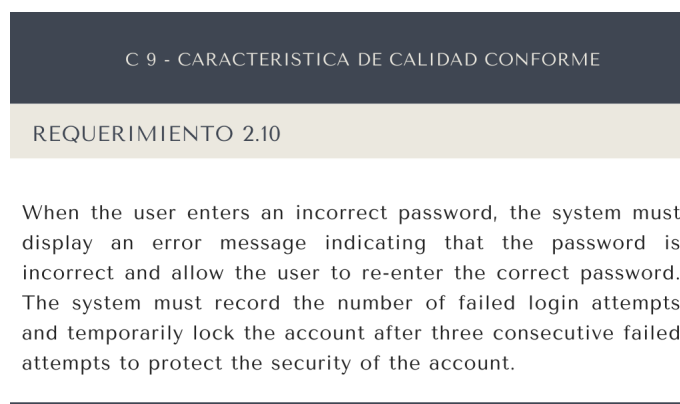 C 9 - CARACTERISTICA DE CALIDAD CONFORME
REQUERIMIENTO 2.10
When the user enters an incorrect password, the system must
display an error message indicating that the password is
incorrect and allow the user to re-enter the correct password.
The system must record the number of failed login attempts
and temporarily lock the account after three consecutive failed
attempts to protect the security of the account.